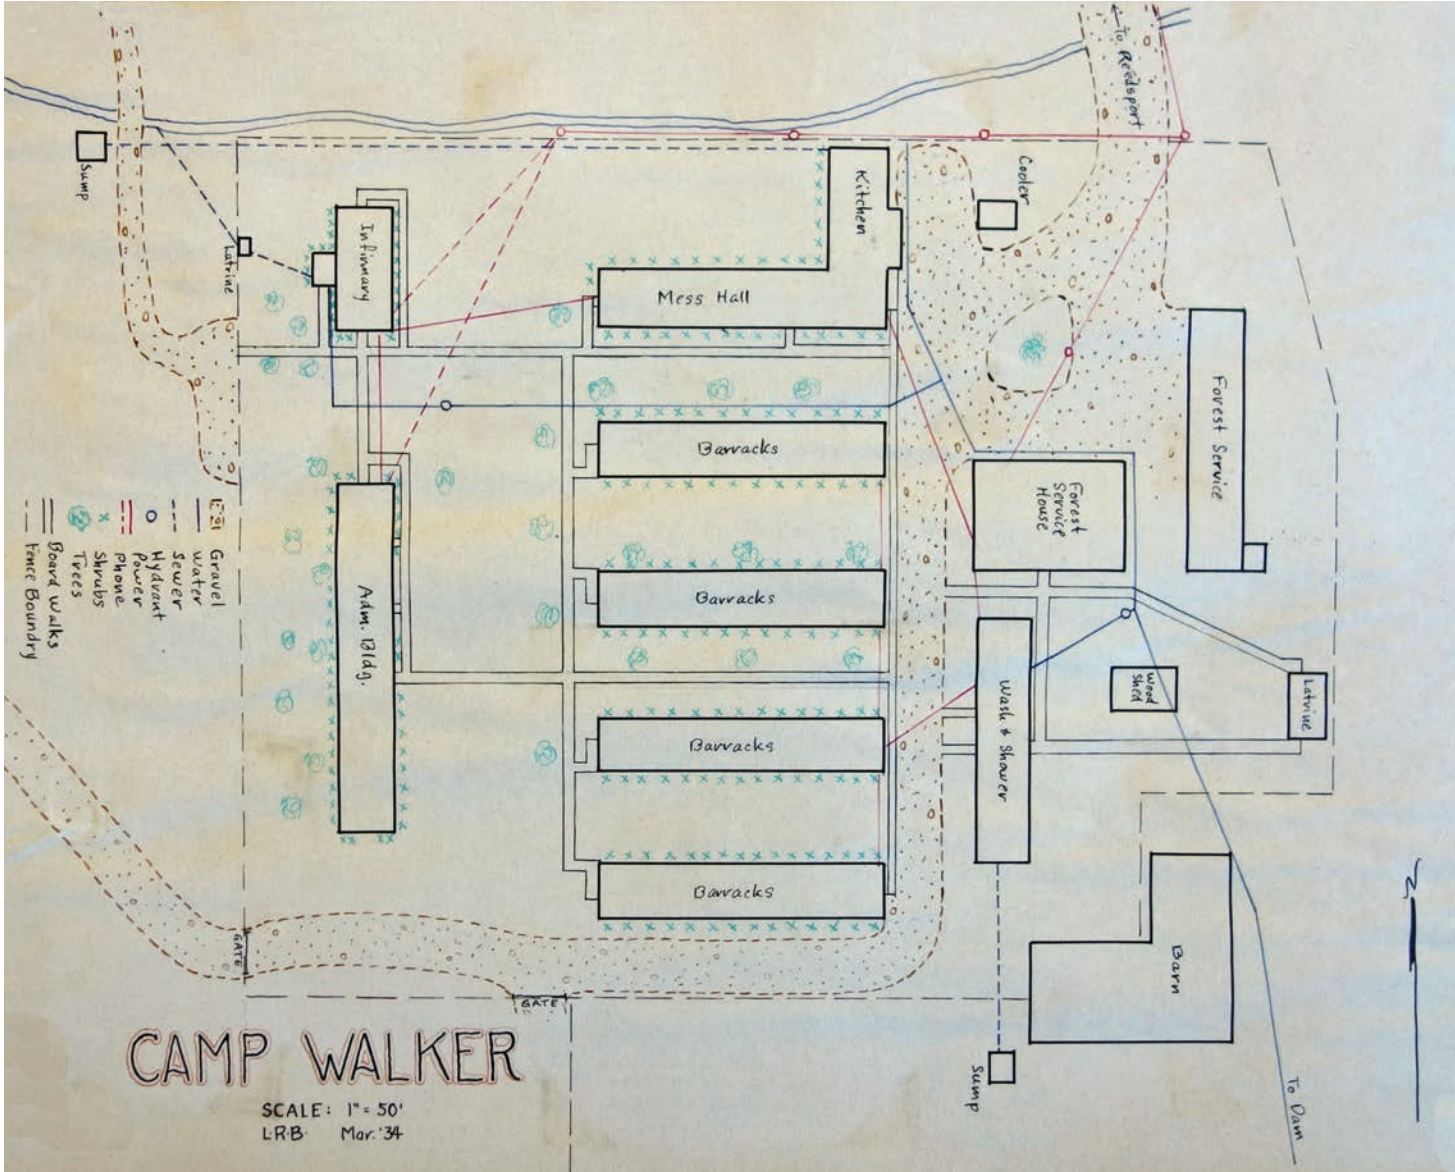 To Reedsport
Sump
Latrine
Infirmary
Kitchen
Cooler
Mess Hall
Forest Service
Barracks
Forest
Service
House
Barracks
Adm. Bldg.
Wash & Shower
Wood
Shed
Latrine
Barracks
Barracks
Barn
Sump
To Dam
GATE
GATE
N
Gravel
Water
Sewer
Hydrant
Power
Phone
Shrubs
Trees
Board Walks
Fence Boundry
CAMP WALKER
SCALE: 1" = 50'
L.R.B. Mar. '34